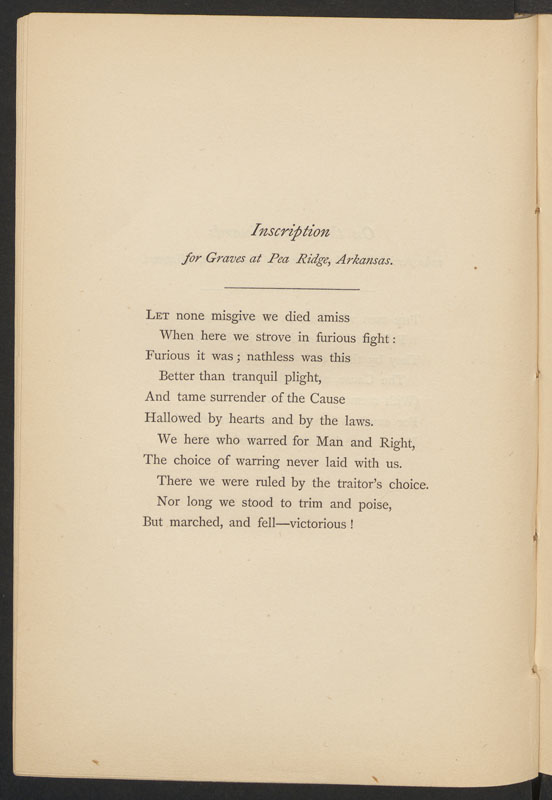 Inscription
for Graves at Pea Ridge, Arkansas.
LET none misgive we died amiss
When here we strove in furious fight :
Furious it was ; nathless was this
Better than tranquil plight,
And tame surrender of the Cause
Hallowed by hearts and by the laws.
We here who warred for Man and Right,
The choice of warring never laid with us.
There we were ruled by the traitor's choice.
Nor long we stood to trim and poise,
But marched, and fell—victorious !